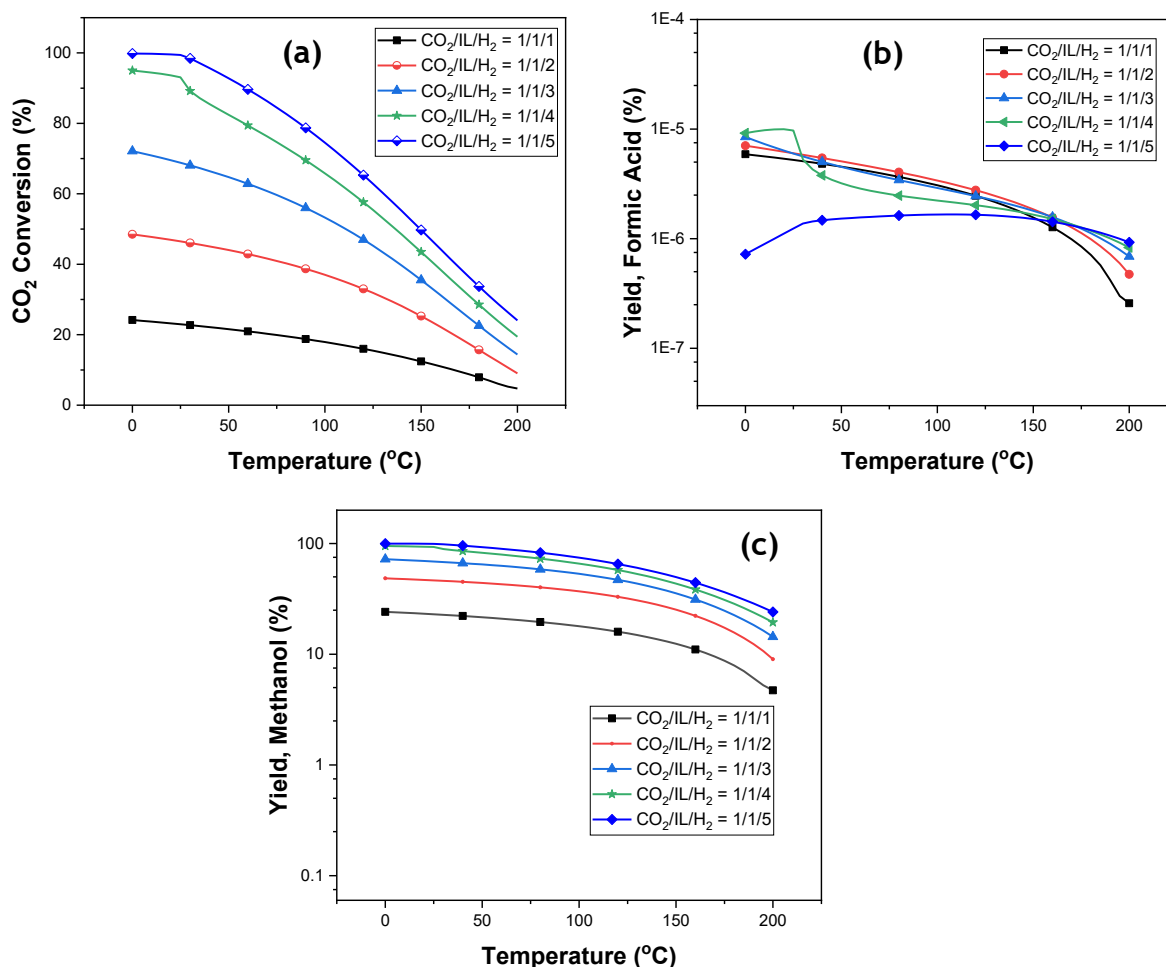 (a)
CO₂ Conversion (%)
100
80
60
40
20
0
0 50 100 150 200
Temperature (°C)
CO₂/IL/H₂ = 1/1/1
CO₂/IL/H₂ = 1/1/2
CO₂/IL/H₂ = 1/1/3
CO₂/IL/H₂ = 1/1/4
CO₂/IL/H₂ = 1/1/5
(b)
Yield, Formic Acid (%)
1E-4
1E-5
1E-6
1E-7
0 50 100 150 200
Temperature (°C)
CO₂/IL/H₂ = 1/1/1
CO₂/IL/H₂ = 1/1/2
CO₂/IL/H₂ = 1/1/3
CO₂/IL/H₂ = 1/1/4
CO₂/IL/H₂ = 1/1/5
(c)
Yield, Methanol (%)
100
10
1
0.1
0 50 100 150 200
Temperature (°C)
CO₂/IL/H₂ = 1/1/1
CO₂/IL/H₂ = 1/1/2
CO₂/IL/H₂ = 1/1/3
CO₂/IL/H₂ = 1/1/4
CO₂/IL/H₂ = 1/1/5